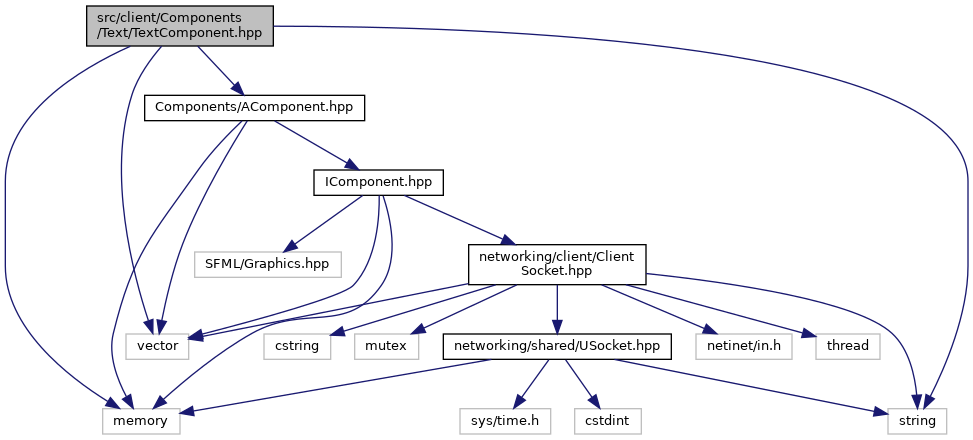 src/client/Components
/Text/TextComponent.hpp
Components/AComponent.hpp
IComponent.hpp
SFML/Graphics.hpp
networking/client/Client
Socket.hpp
vector
cstring
mutex
networking/shared/USocket.hpp
netinet/in.h
thread
memory
sys/time.h
cstdint
string